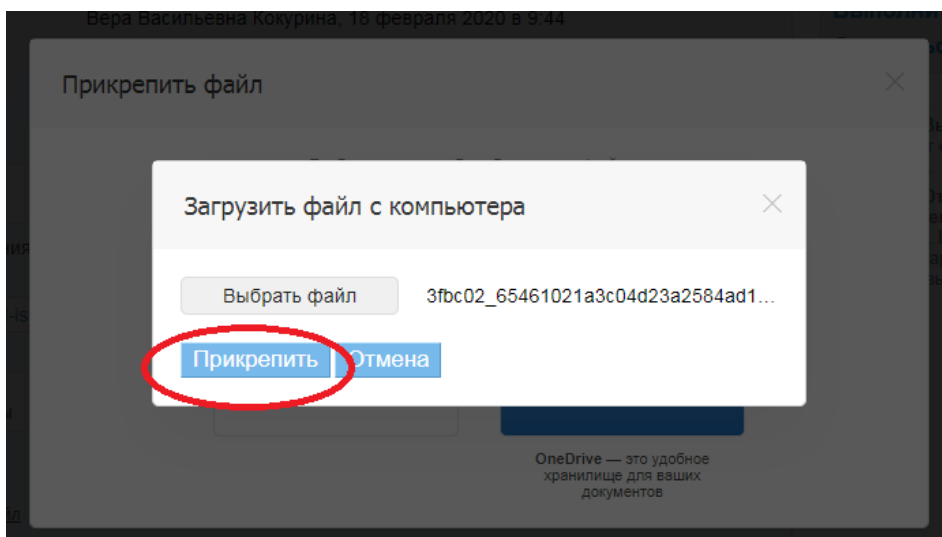 Вера Васильевна Кокурина, 18 февраля 2020 в 9:44
Прикрепить файл
Загрузить файл с компьютера
Выбрать файл 3fbc02_65461021a3c04d23a2584ad1...
Прикрепить Отмена
OneDrive — это удобное
хранилище для ваших
документов